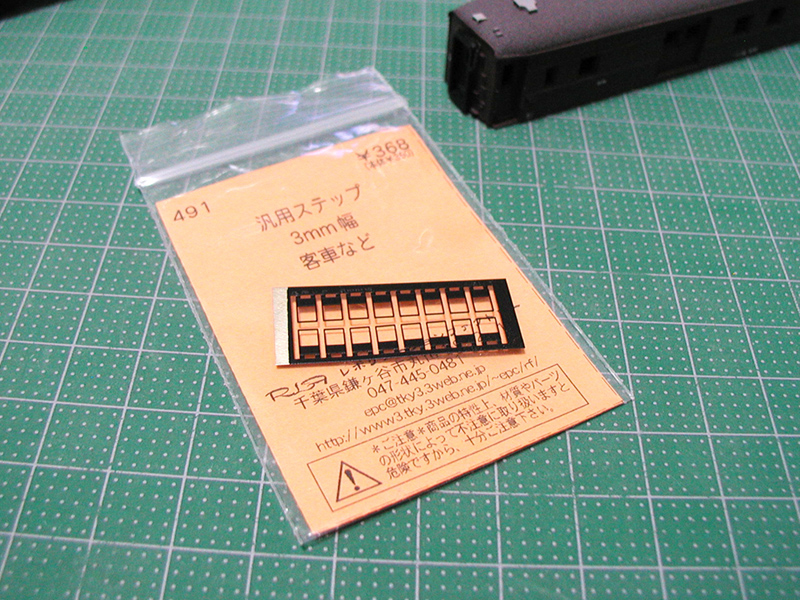 ¥368
(本体¥350)
491
汎用ステップ
3mm幅
客車など
千葉県鎌ヶ谷市丸
047-445-0481
epc@tky3.3web.ne.jp
http://www3.tky.3web.ne.jp/~epc/rf/
*ご注意*商品の特性上、材質やパーツ
の形状によって不注意に取り扱いますと
危険ですから、十分ご注意下さい。